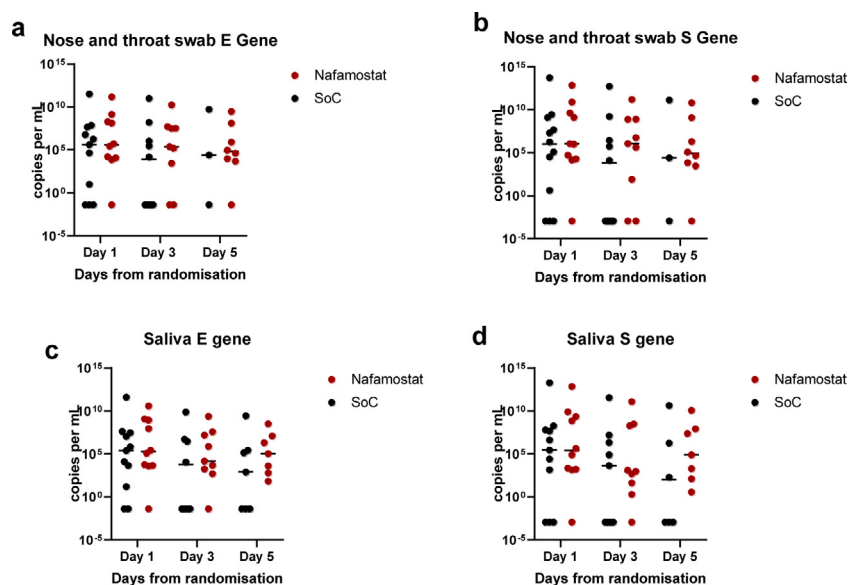 a
Nose and throat swab E Gene
10^15
10^10
10^5
10^0
10^-5
copies per mL
Day 1 Day 3 Day 5
Days from randomisation
Nafamostat
SoC
b
Nose and throat swab S Gene
10^15
10^10
10^5
10^0
10^-5
copies per mL
Day 1 Day 3 Day 5
Days from randomisation
Nafamostat
SoC
c
Saliva E gene
10^15
10^10
10^5
10^0
10^-5
copies per mL
Day 1 Day 3 Day 5
Days from randomisation
Nafamostat
SoC
d
Saliva S gene
10^15
10^10
10^5
10^0
10^-5
copies per mL
Day 1 Day 3 Day 5
Days from randomisation
Nafamostat
SoC